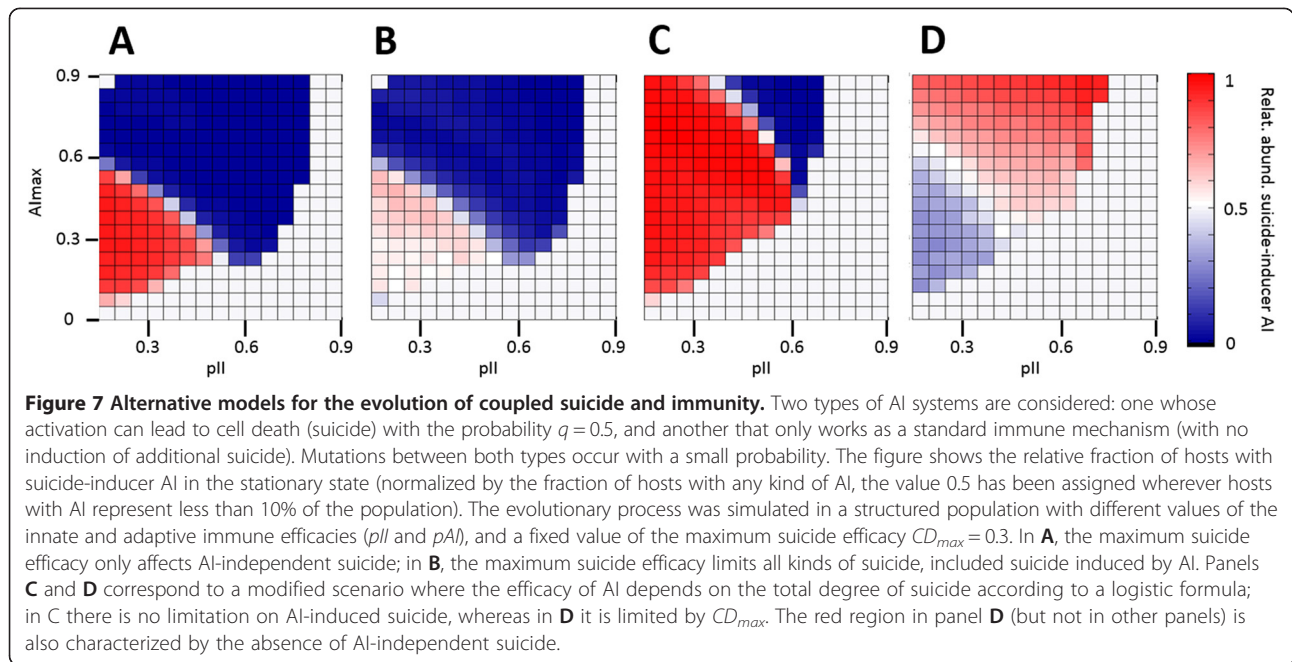 A B C D
0.9
0.6
0.3
0
AImax
0.3 0.6 0.9
pII
0.3 0.6 0.9
pII
0.3 0.6 0.9
pII
0.3 0.6 0.9
pII
1
0.5
0
Relat. abund. suicide-inducer AI
Figure 7 Alternative models for the evolution of coupled suicide and immunity. Two types of AI systems are considered: one whose
activation can lead to cell death (suicide) with the probability q = 0.5, and another that only works as a standard immune mechanism (with no
induction of additional suicide). Mutations between both types occur with a small probability. The figure shows the relative fraction of hosts with
suicide-inducer AI in the stationary state (normalized by the fraction of hosts with any kind of AI, the value 0.5 has been assigned wherever hosts
with AI represent less than 10% of the population). The evolutionary process was simulated in a structured population with different values of the
innate and adaptive immune efficacies (pII and pAI), and a fixed value of the maximum suicide efficacy CDmax = 0.3. In A, the maximum suicide
efficacy only affects AI-independent suicide; in B, the maximum suicide efficacy limits all kinds of suicide, included suicide induced by AI. Panels
C and D correspond to a modified scenario where the efficacy of AI depends on the total degree of suicide according to a logistic formula;
in C there is no limitation on AI-induced suicide, whereas in D it is limited by CDmax. The red region in panel D (but not in other panels) is
also characterized by the absence of AI-independent suicide.